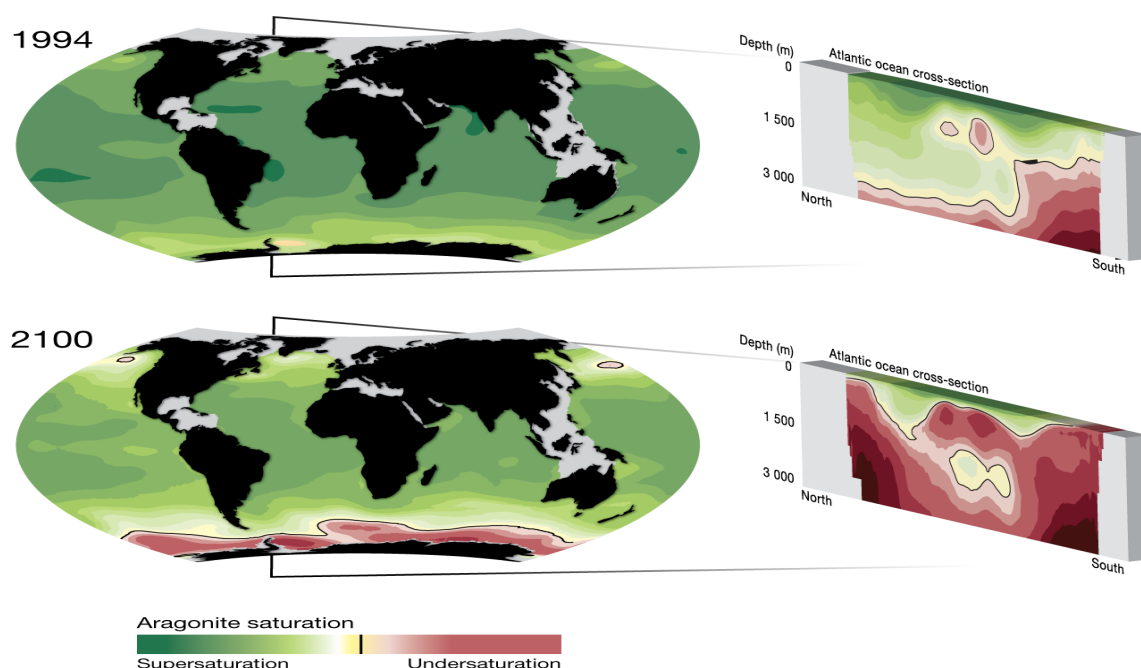 1994
Depth (m)
0
Atlantic ocean cross-section
1 500
3 000
North
South
2100
Depth (m)
0
Atlantic ocean cross-section
1 500
3 000
North
South
Aragonite saturation
Supersaturation Undersaturation